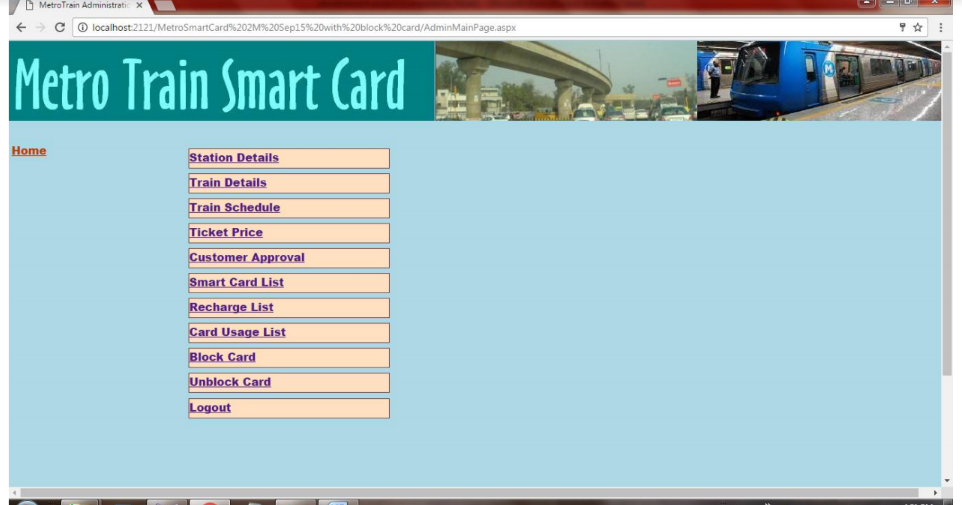 MetroTrain Administratio
localhost:2121/MetroSmartCard%202M%20Sep15%20with%20block%20card/AdminMainPage.aspx
Metro Train Smart Card
Home
Station Details
Train Details
Train Schedule
Ticket Price
Customer Approval
Smart Card List
Recharge List
Card Usage List
Block Card
Unblock Card
Logout